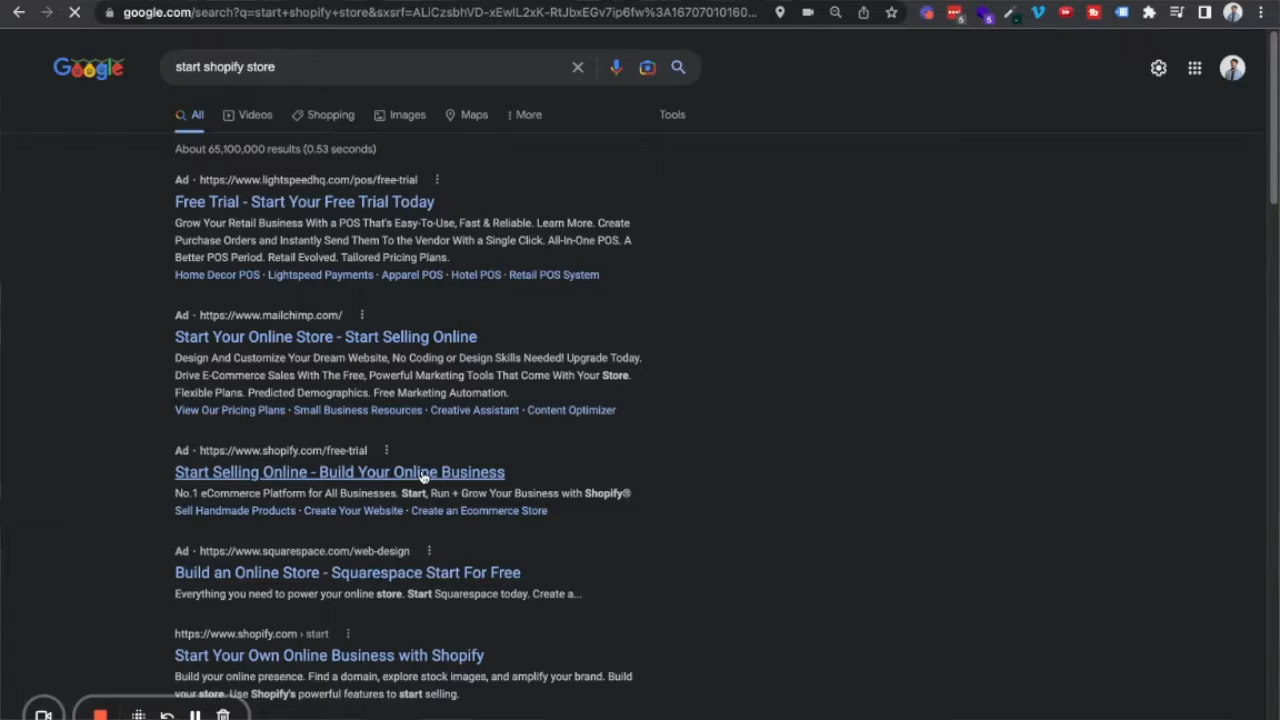 google.com/search?q=start+shopify+store&sxsrf=ALiCzsbhVD-xEwIL2xK-RtJbxEGv7ip6fw%3A16707010160...
5
5
Google
start shopify store
All
Videos
Shopping
Images
Maps
More
Tools
About 65,100,000 results (0.53 seconds)
Ad · https://www.lightspeedhq.com/pos/free-trial
Free Trial - Start Your Free Trial Today
Grow Your Retail Business With a POS That's Easy-To-Use, Fast & Reliable. Learn More. Create
Purchase Orders and Instantly Send Them To the Vendor With a Single Click. All-In-One POS. A
Better POS Period. Retail Evolved. Tailored Pricing Plans.
Home Decor POS · Lightspeed Payments · Apparel POS · Hotel POS · Retail POS System
Ad · https://www.mailchimp.com/
Start Your Online Store - Start Selling Online
Design And Customize Your Dream Website, No Coding or Design Skills Needed! Upgrade Today.
Drive E-Commerce Sales With The Free, Powerful Marketing Tools That Come With Your Store.
Flexible Plans. Predicted Demographics. Free Marketing Automation.
View Our Pricing Plans · Small Business Resources · Creative Assistant · Content Optimizer
Ad · https://www.shopify.com/free-trial
Start Selling Online - Build Your Online Business
No.1 eCommerce Platform for All Businesses. Start, Run + Grow Your Business with Shopify®
Sell Handmade Products · Create Your Website · Create an Ecommerce Store
Ad · https://www.squarespace.com/web-design
Build an Online Store - Squarespace Start For Free
Everything you need to power your online store. Start Squarespace today. Create a...
https://www.shopify.com › start
Start Your Own Online Business with Shopify
Build your online presence. Find a domain, explore stock images, and amplify your brand. Build
your store. Use Shopify's powerful features to start selling.